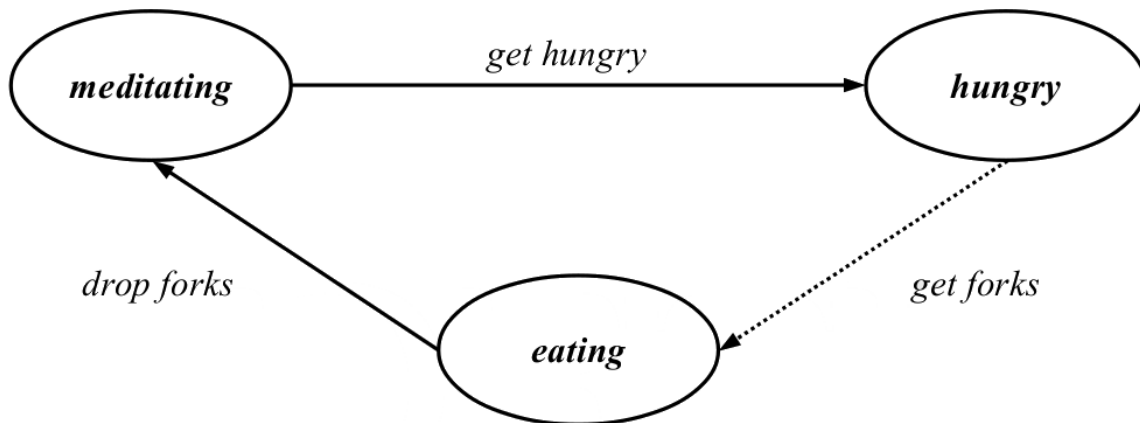 get hungry
meditating
hungry
drop forks
get forks
eating